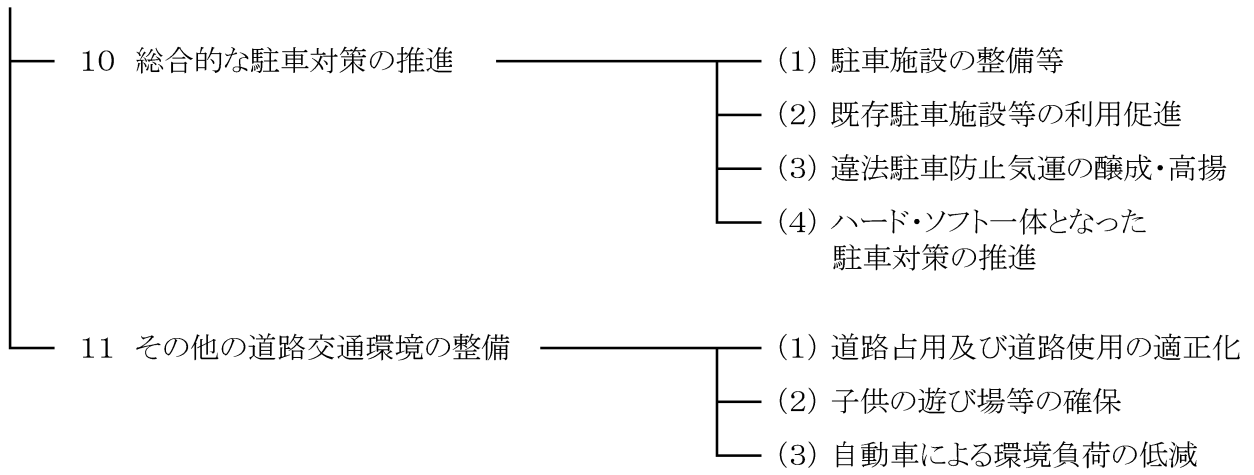 10 総合的な駐車対策の推進
(1) 駐車施設の整備等
(2) 既存駐車施設等の利用促進
(3) 違法駐車防止気運の醸成・高揚
(4) ハード・ソフト一体となった
駐車対策の推進
11 その他の道路交通環境の整備
(1) 道路占用及び道路使用の適正化
(2) 子供の遊び場等の確保
(3) 自動車による環境負荷の低減